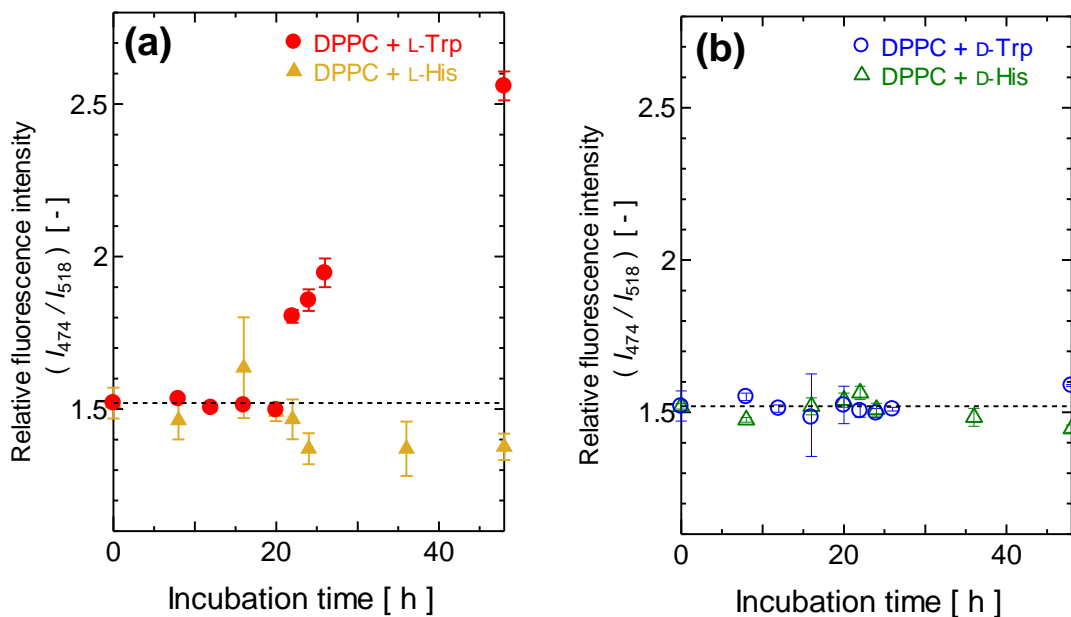 (a)
DPPC + L-Trp
DPPC + L-His
Relative fluorescence intensity
( I474 / I518 ) [ - ]
2.5
2
1.5
0
20
40
Incubation time [ h ]
(b)
DPPC + D-Trp
DPPC + D-His
Relative fluorescence intensity
( I474 / I518 ) [ - ]
2.5
2
1.5
0
20
40
Incubation time [ h ]